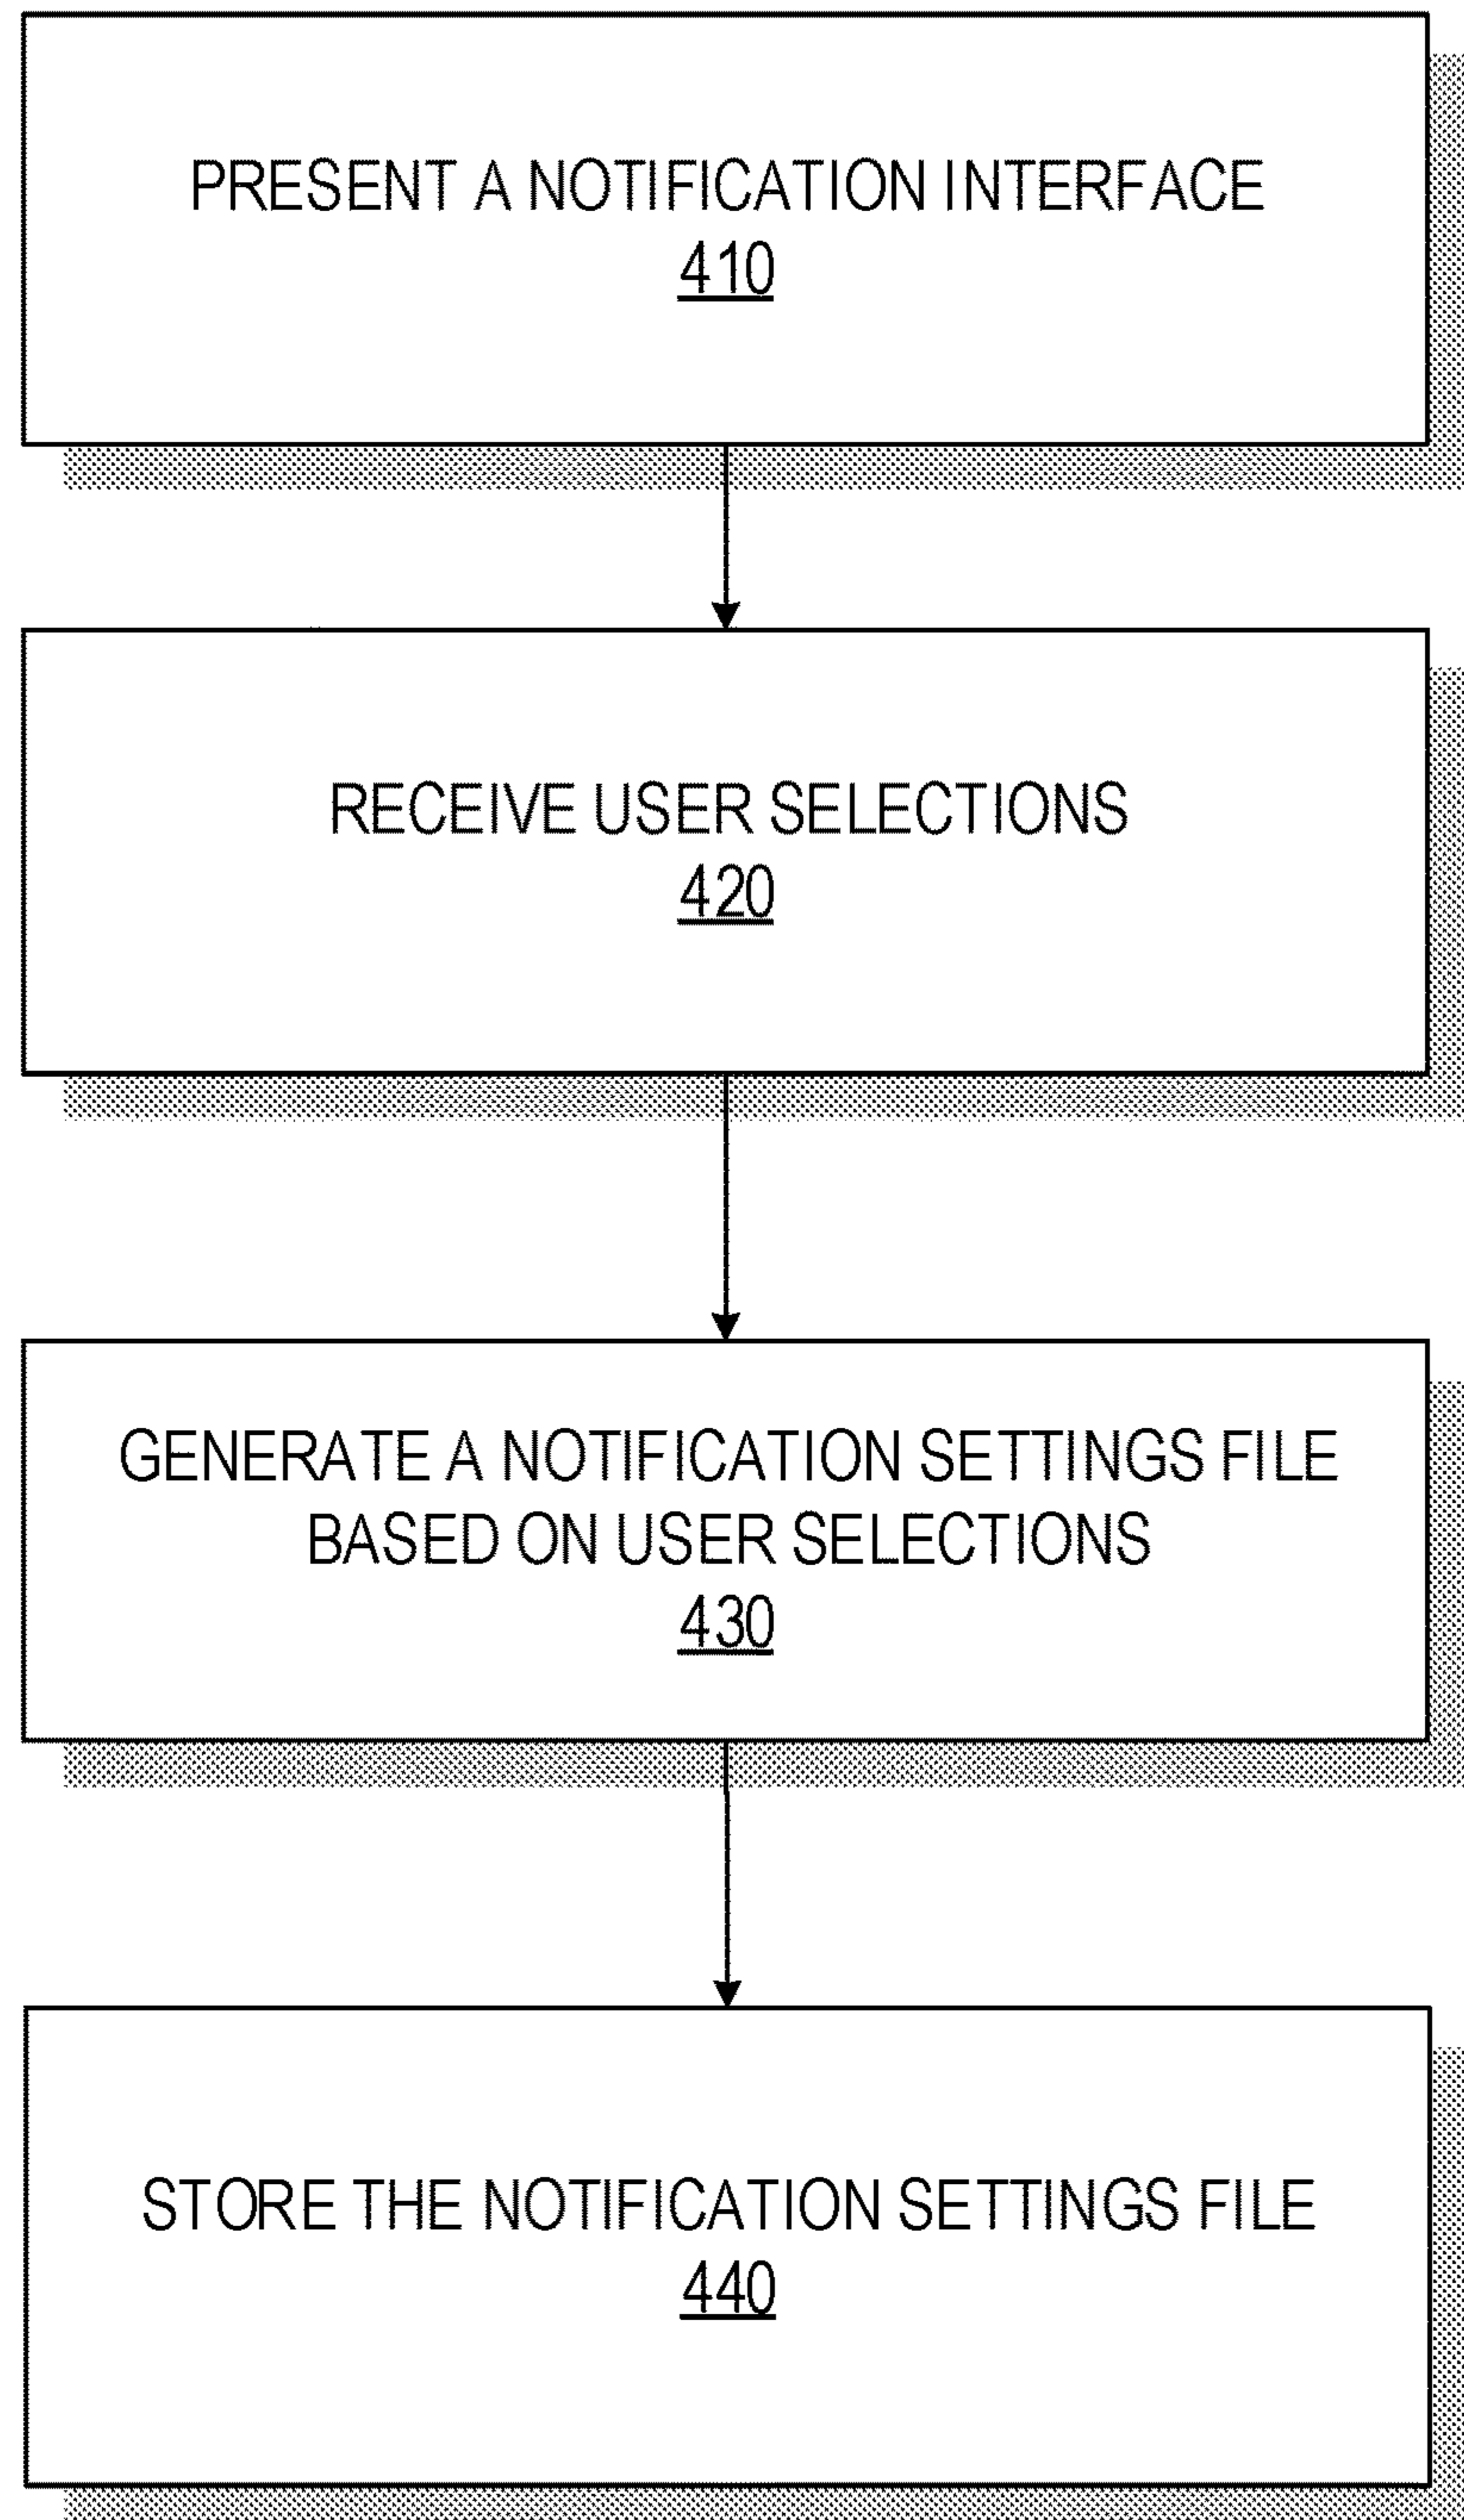 PRESENT A NOTIFICATION INTERFACE
410
RECEIVE USER SELECTIONS
420
GENERATE A NOTIFICATION SETTINGS FILE
BASED ON USER SELECTIONS
430
STORE THE NOTIFICATION SETTINGS FILE
440